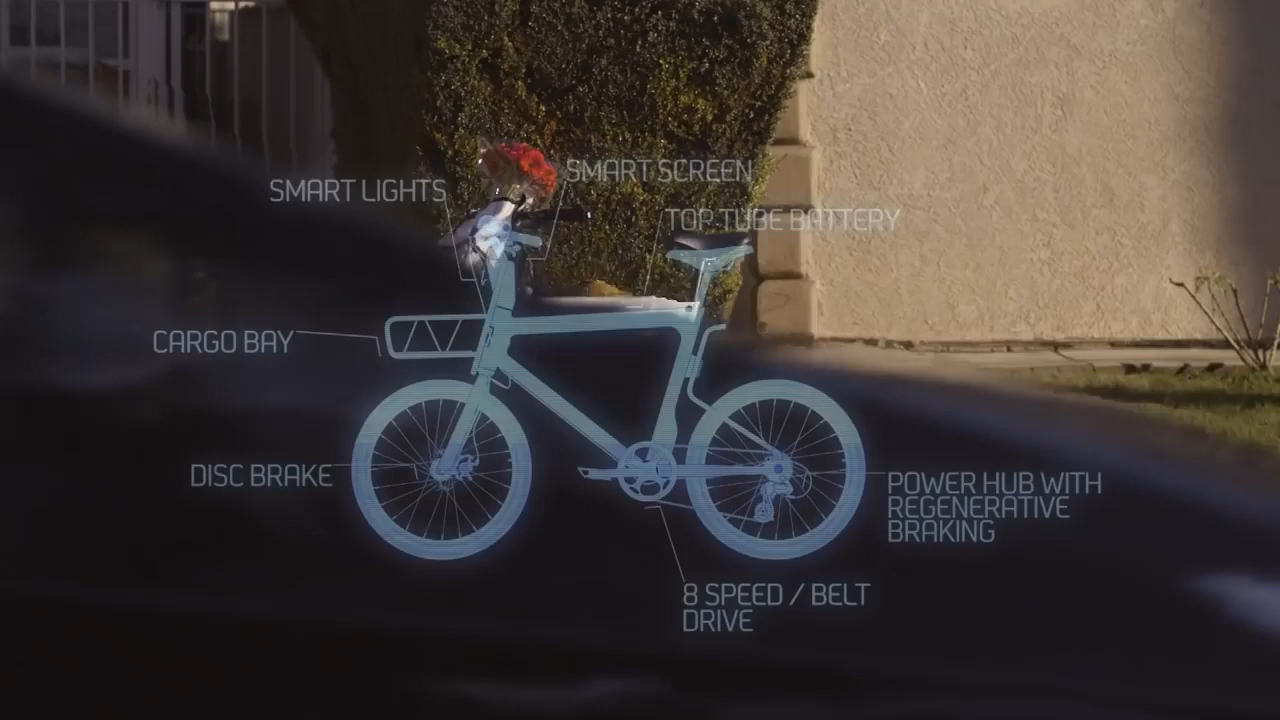 SMART SCREEN
SMART LIGHTS
TOP TUBE BATTERY
CARGO BAY
DISC BRAKE
POWER HUB WITH
REGENERATIVE
BRAKING
8 SPEED / BELT
DRIVE